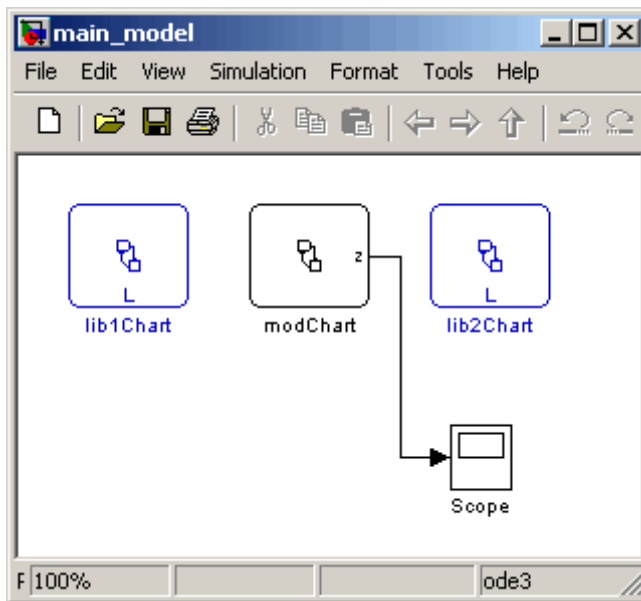 main_model
File Edit View Simulation Format Tools Help
z
L
L
lib1Chart modChart lib2Chart
Scope
F 100% ode3